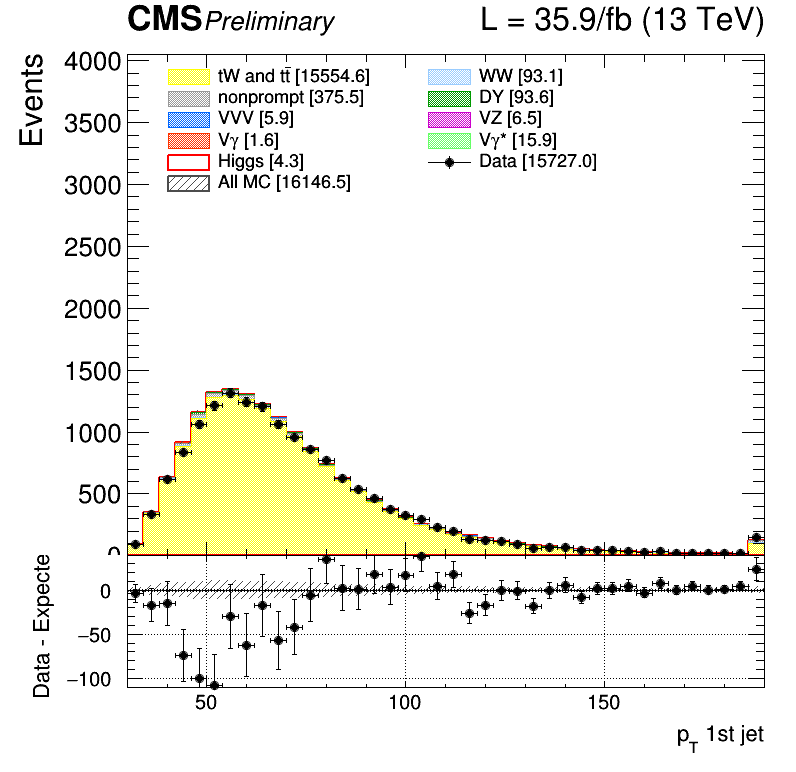 CMS Preliminary L = 35.9/fb (13 TeV)
Events
4000
3500
3000
2500
2000
1500
1000
500
0
tW and tt̄ [15554.6]
nonprompt [375.5]
VVV [5.9]
Vγ [1.6]
Higgs [4.3]
All MC [16146.5]
WW [93.1]
DY [93.6]
VZ [6.5]
Vγ* [15.9]
Data [15727.0]
Data - Expecte
0
−50
−100
50 100 150
pT 1st jet